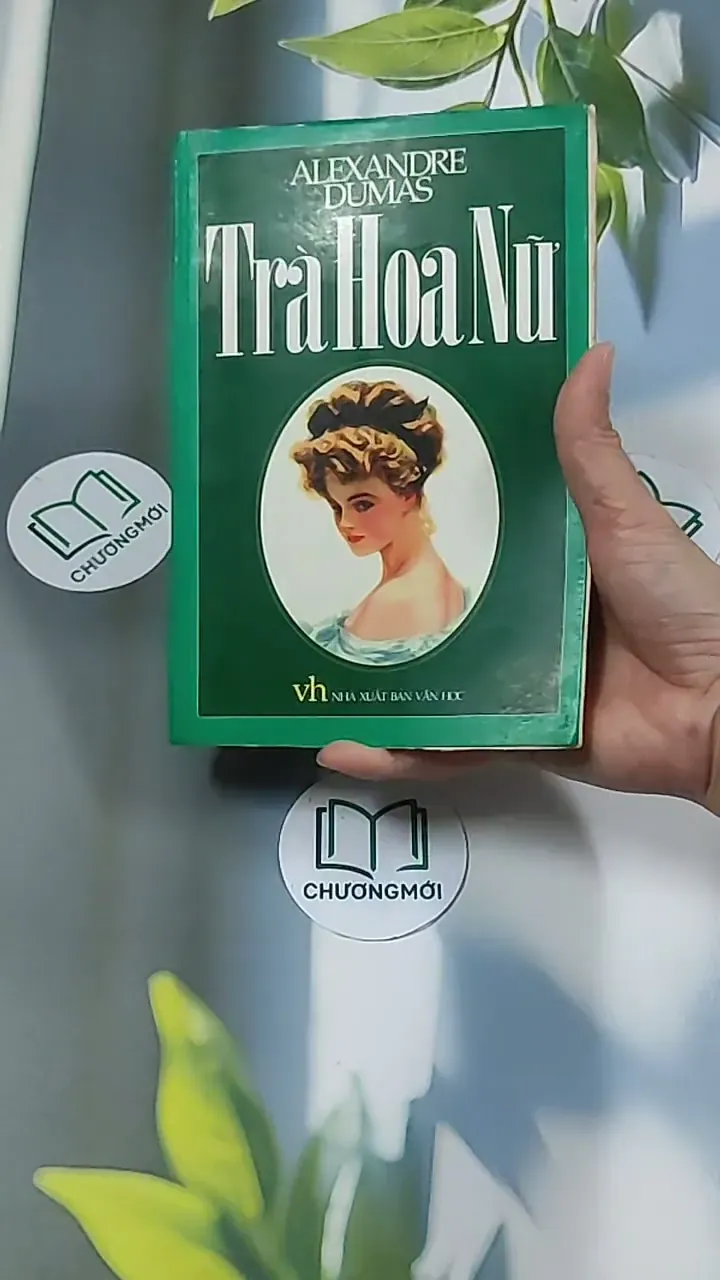 ALEXANDRE
DUMAS
Trà Hoa Nữ
CHƯƠNGMỚI
vh NHÀ XUẤT BẢN VĂN HỌC
CHƯƠNGMỚI